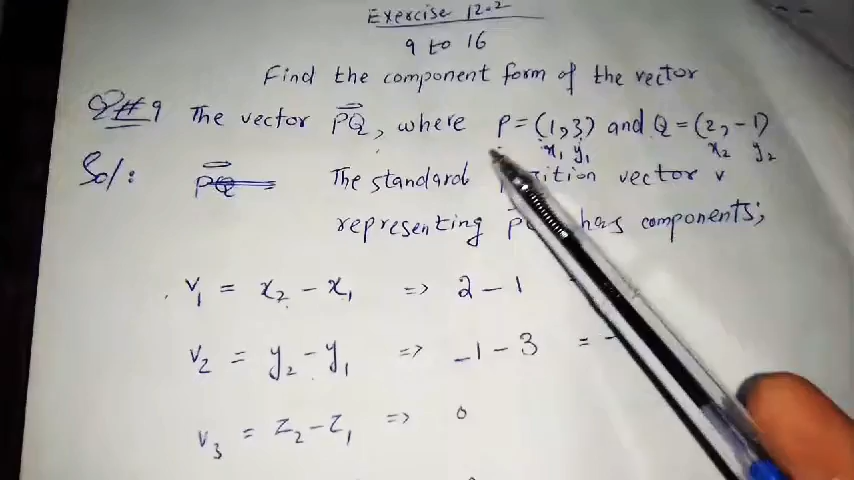 Exercise 12.2
9 to 16
Find the component form of the vector
Q#9 The vector PQ, where P = (1,3) and Q = (2, -1)
x₁ y₁ x₂ y₂
Sol: PQ The standard position vector v
representing has components;
v₁ = x₂ - x₁ => 2 - 1
v₂ = y₂ - y₁ => -1 - 3 = -
v₃ = z₂ - z₁ => 0